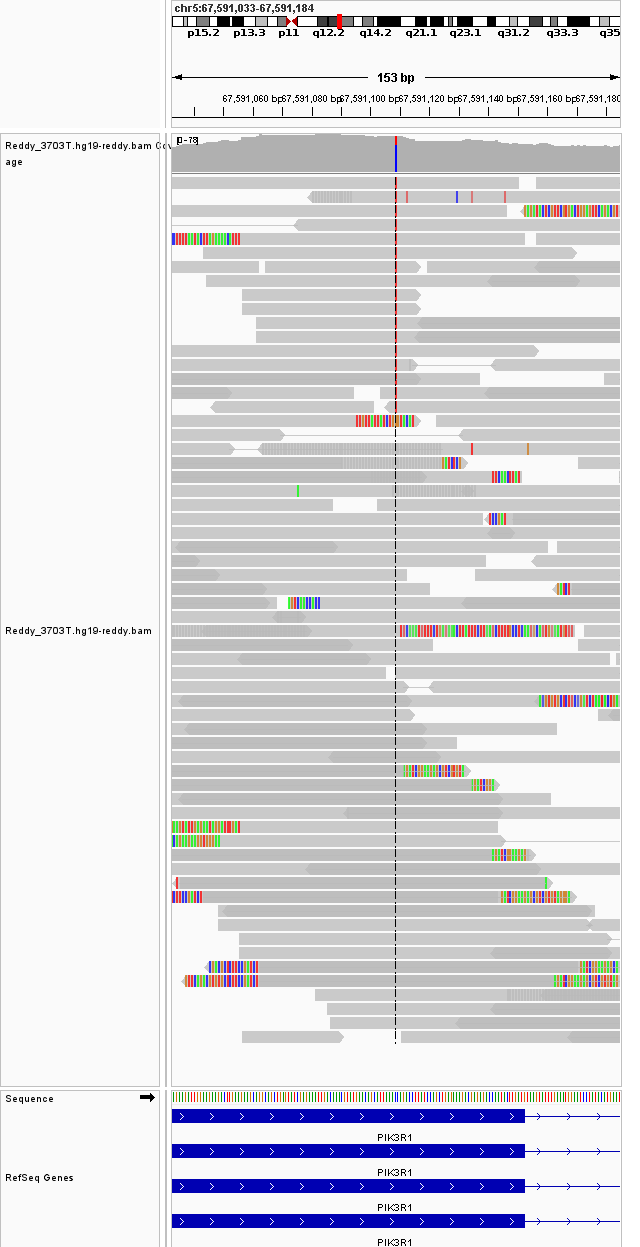 chr5:67,591,033-67,591,184
p15.2 p13.3 p11 q12.2 q14.2 q21.1 q23.1 q31.2 q33.3 q35
153 bp
67,591,060 bp 67,591,080 bp 67,591,100 bp 67,591,120 bp 67,591,140 bp 67,591,160 bp 67,591,180
Reddy_3703T.hg19-reddy.bam Cov
age
[0 - 78]
Reddy_3703T.hg19-reddy.bam
Sequence
PIK3R1
PIK3R1
RefSeq Genes
PIK3R1
PIK3R1